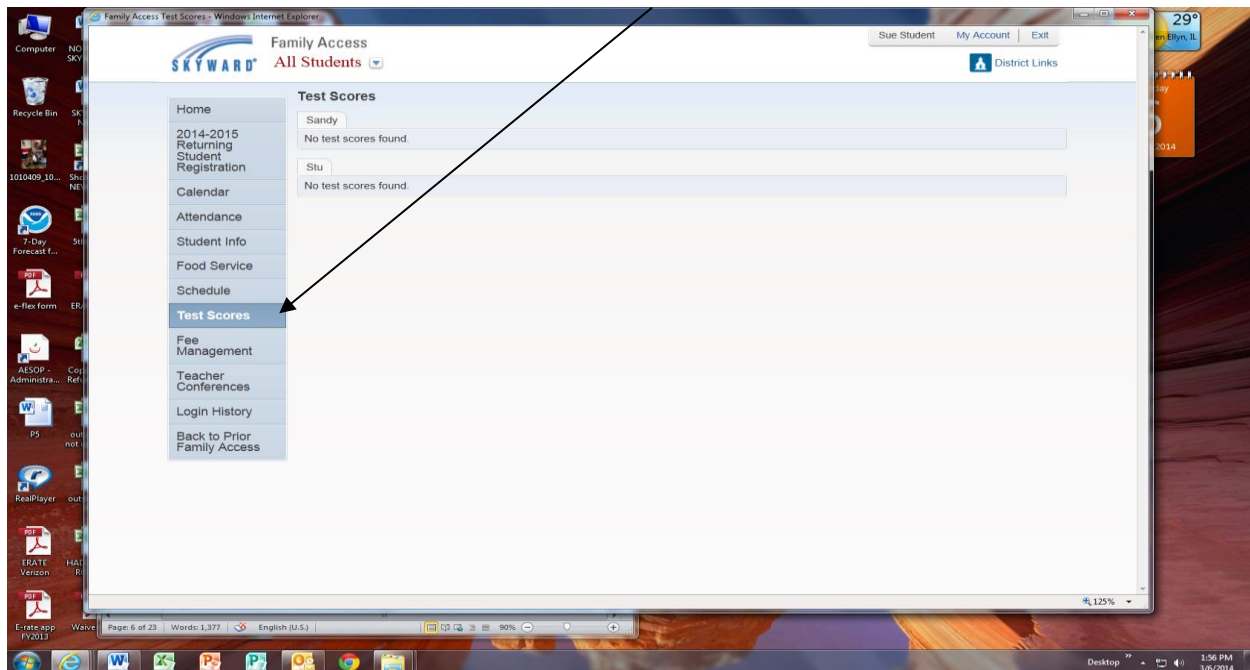 Family Access Test Scores - Windows Internet Explorer
SKYWARD®
Family Access
All Students
Sue Student
My Account
Exit
District Links
Home
2014-2015
Returning
Student
Registration
Calendar
Attendance
Student Info
Food Service
Schedule
Test Scores
Fee
Management
Teacher
Conferences
Login History
Back to Prior
Family Access
Test Scores
Sandy
No test scores found.
Stu
No test scores found.
125%
Computer
Recycle Bin
1010409_10...
7-Day
Forecast f...
e-flex form
AESOP -
Administra...
P5
RealPlayer
ERATE
Verizon
E-rate app
FY2013
29°
2014
Page: 6 of 23
Words: 1,377
English (U.S.)
90%
Desktop
1:56 PM
3/6/2014